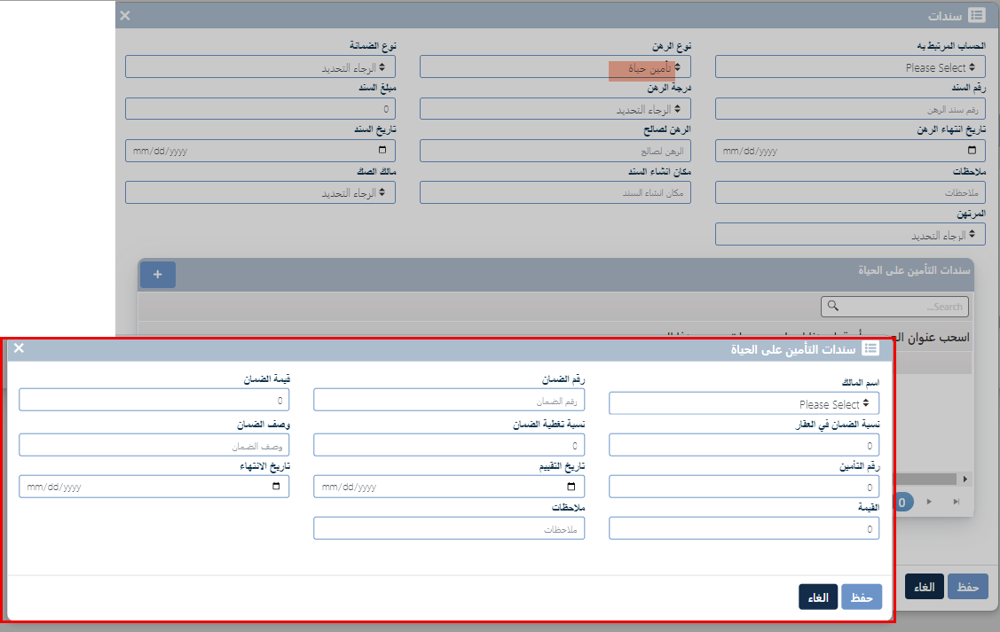 سندات
الحساب المرتبط به
نوع الرهن
نوع الضمانة
Please Select
تأمين حياة
الرجاء التحديد
رقم السند
درجة الرهن
مبلغ السند
رقم سند الرهن
الرجاء التحديد
0
تاريخ انتهاء الرهن
الرهن لصالح
تاريخ السند
mm/dd/yyyy
الرهن لصالح
mm/dd/yyyy
ملاحظات
مكان انشاء السند
مالك الصك
ملاحظات
مكان انشاء السند
الرجاء التحديد
المرتهن
الرجاء التحديد
سندات التأمين على الحياة
+
Search...
اسحب عنوان
سندات التأمين على الحياة
اسم المالك
رقم الضمان
قيمة الضمان
Please Select
رقم الضمان
0
نسبة الضمان في العقار
نسبة تغطية الضمان
وصف الضمان
0
0
وصف الضمان
رقم التأمين
تاريخ التقييم
تاريخ الانتهاء
0
mm/dd/yyyy
mm/dd/yyyy
القيمة
ملاحظات
0
ملاحظات
0
حفظ
الغاء
حفظ
الغاء